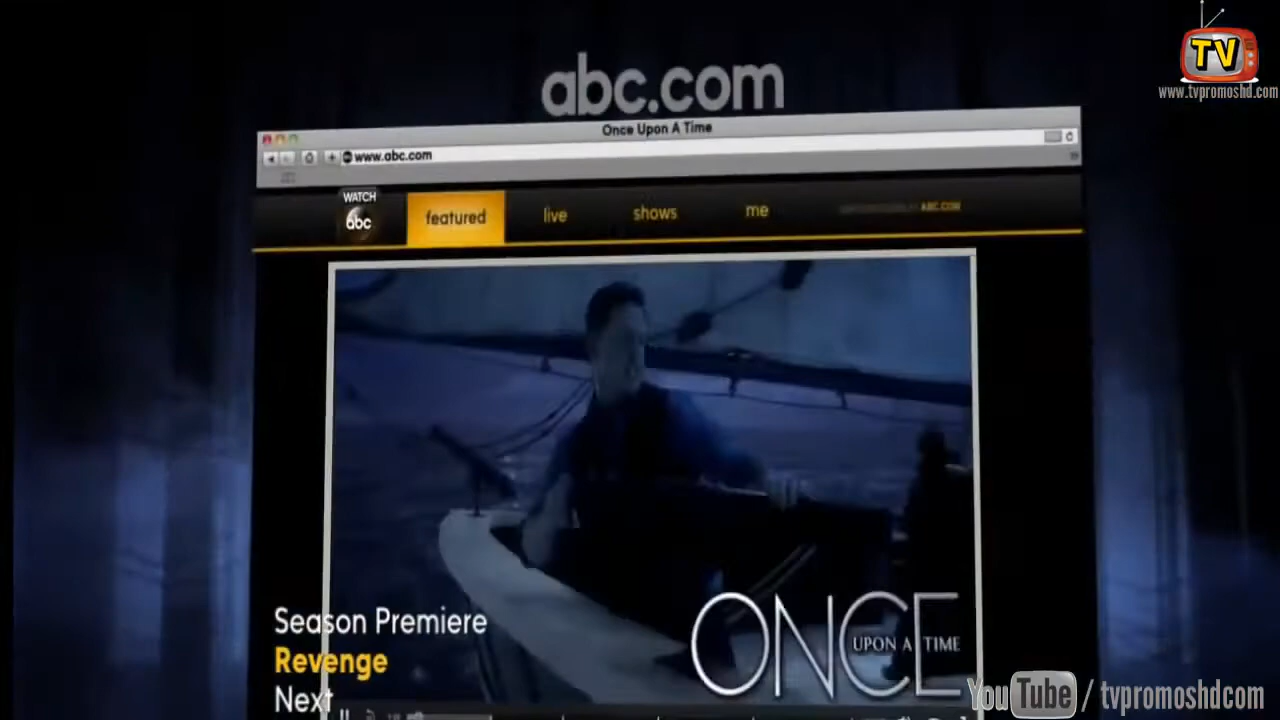 TV
www.tvpromoshd.com
abc.com
Once Upon A Time
www.abc.com
WATCH
abc
featured
live
shows
me
ABC.COM
Season Premiere
Revenge
Next
ONCE
UPON A TIME
YouTube / tvpromoshdcom